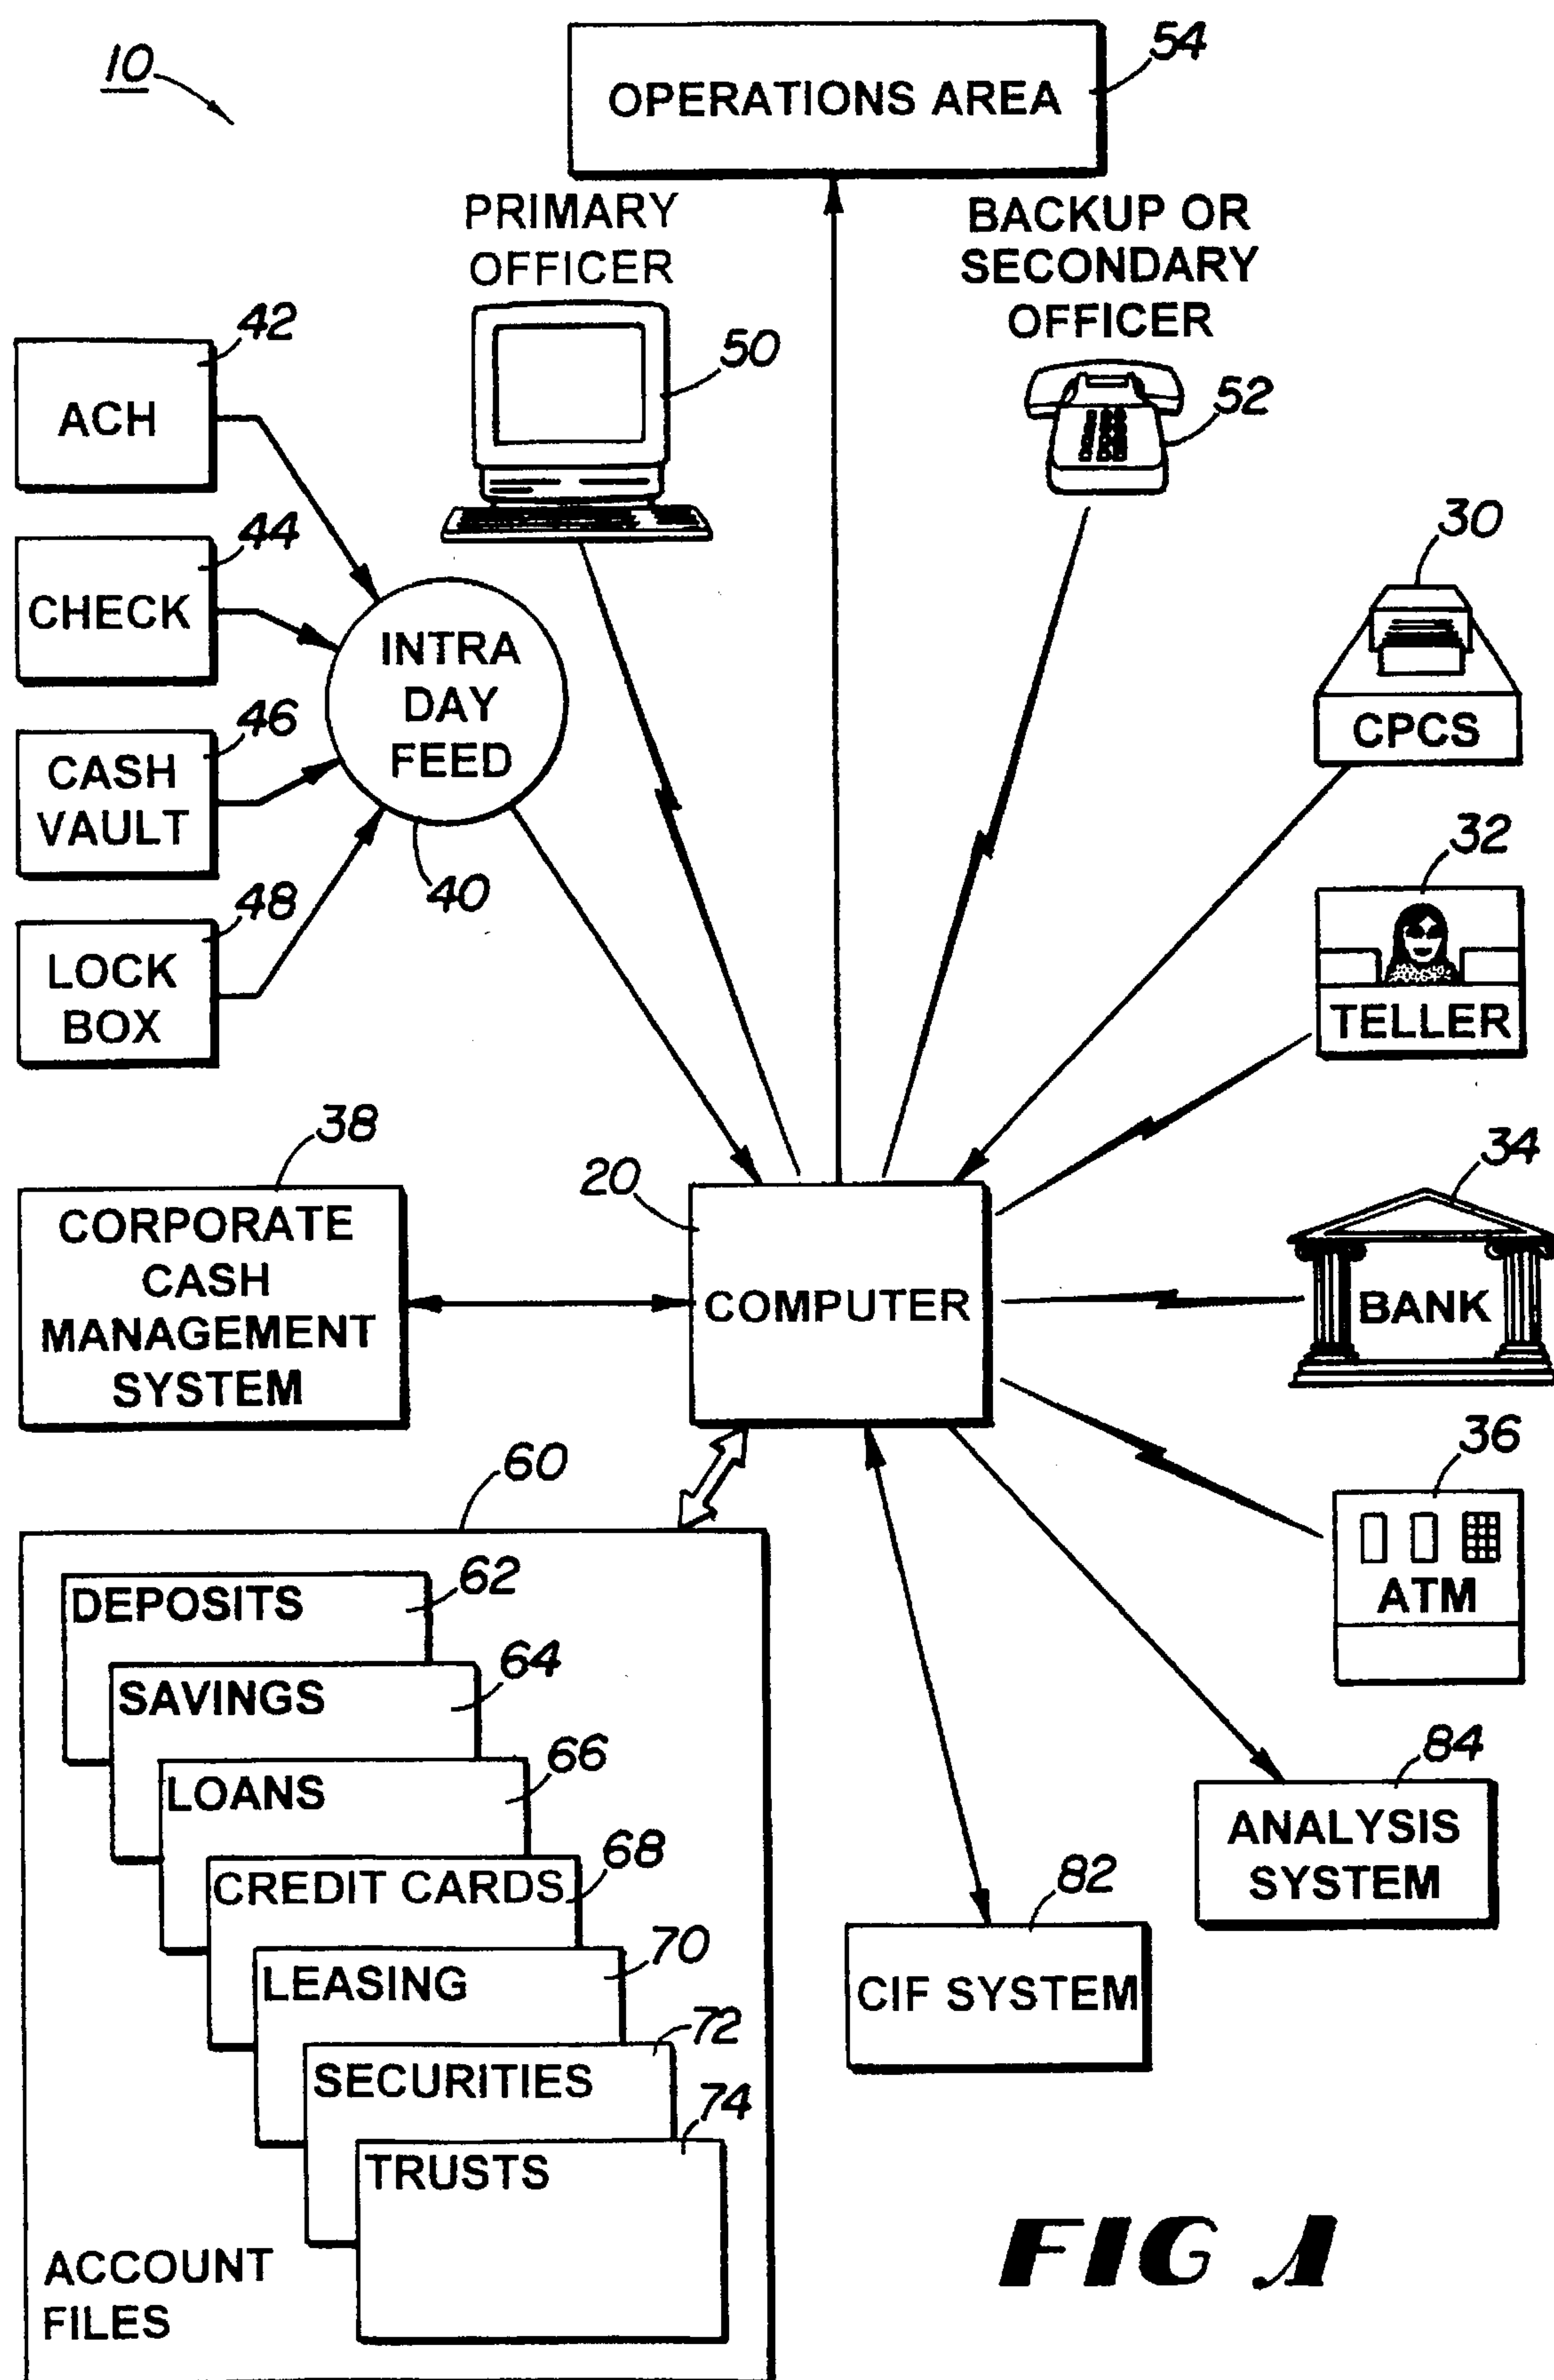 10
54
OPERATIONS AREA
PRIMARY
OFFICER
BACKUP OR
SECONDARY
OFFICER
50
52
42
ACH
44
CHECK
46
CASH
VAULT
48
LOCK
BOX
INTRA
DAY
FEED
40
30
CPCS
32
TELLER
34
BANK
36
ATM
38
CORPORATE
CASH
MANAGEMENT
SYSTEM
20
COMPUTER
60
DEPOSITS
62
SAVINGS
64
LOANS
66
CREDIT CARDS
68
LEASING
70
SECURITIES
72
TRUSTS
74
ACCOUNT
FILES
82
CIF SYSTEM
84
ANALYSIS
SYSTEM
FIG 1